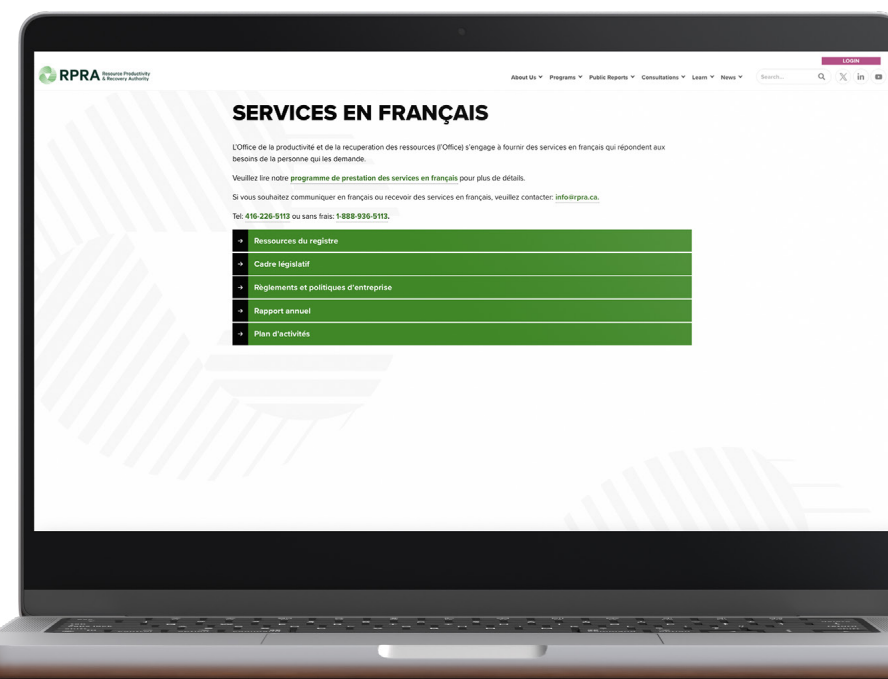 LOGIN
RPRA Resource Productivity
& Recovery Authority
About Us Programs Public Reports Consultations Learn News Search...
SERVICES EN FRANÇAIS
L'Office de la productivité et de la recuperation des ressources (l'Office) s'engage à fournir des services en français qui répondent aux
besoins de la personne qui les demande.
Veuillez lire notre programme de prestation des services en français pour plus de détails.
Si vous souhaitez communiquer en français ou recevoir des services en français, veuillez contacter: info@rpra.ca.
Tel: 416-226-5113 ou sans frais: 1-888-936-5113.
Ressources du registre
Cadre législatif
Règlements et politiques d'entreprise
Rapport annuel
Plan d'activités